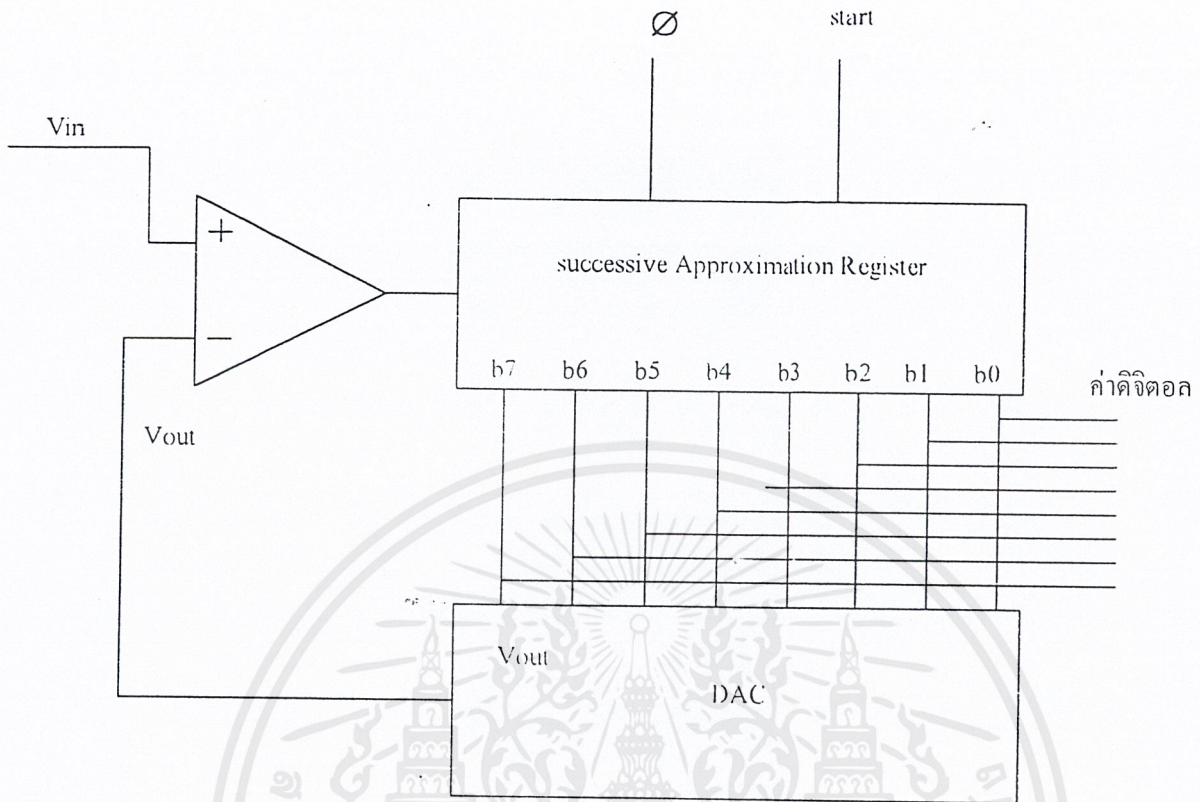 Ø
start
Vin
+
successive Approximation Register
−
b7 b6 b5 b4 b3 b2 b1 b0
ค่าดิจิตอล
Vout
Vout
DAC